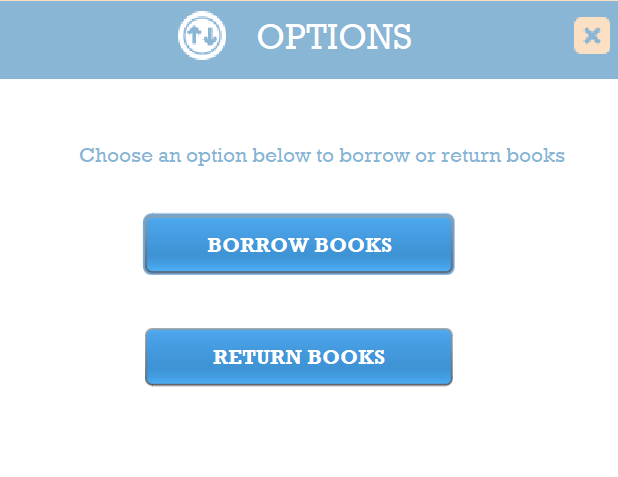 OPTIONS
Choose an option below to borrow or return books
BORROW BOOKS
RETURN BOOKS